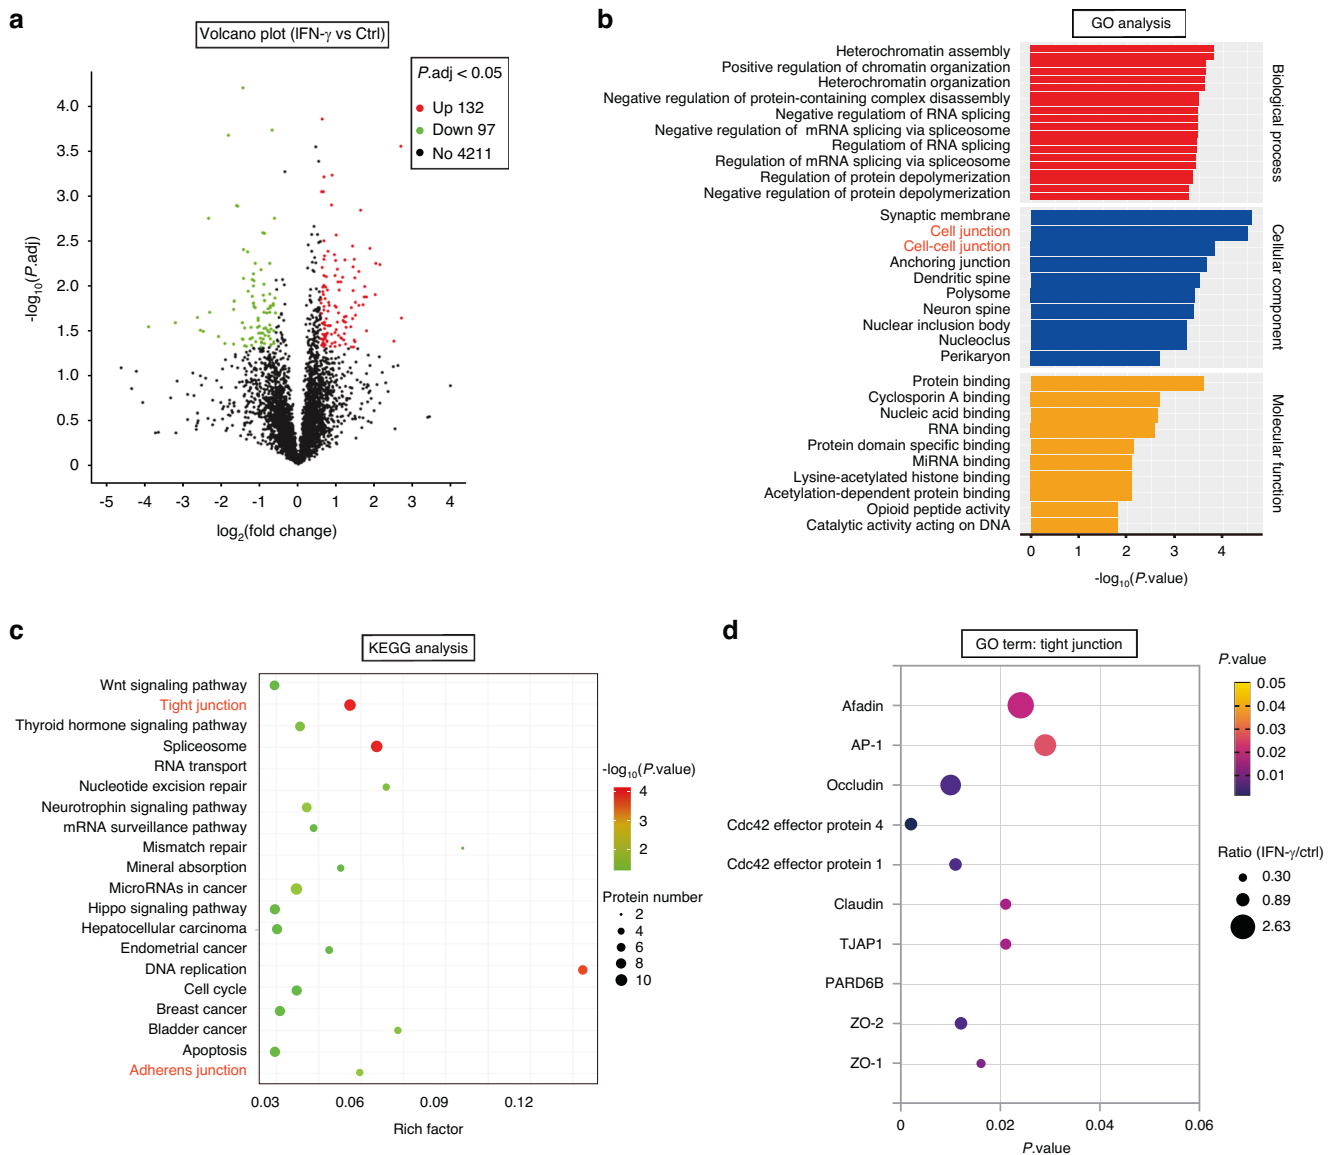 a
Volcano plot (IFN-γ vs Ctrl)
P.adj < 0.05
Up 132
Down 97
No 4211
-log10(P.adj)
4.0
3.5
3.0
2.5
2.0
1.5
1.0
0.5
0
-5 -4 -3 -2 -1 0 1 2 3 4
log2(fold change)
b
GO analysis
Heterochromatin assembly
Positive regulation of chromatin organization
Heterochromatin organization
Negative regulation of protein-containing complex disassembly
Negative regulatiom of RNA splicing
Negative regulation of mRNA splicing via spliceosome
Regulatiom of RNA splicing
Regulation of mRNA splicing via spliceosome
Regulation of protein depolymerization
Negative regulation of protein depolymerization
Biological process
Synaptic membrane
Cell junction
Cell-cell junction
Anchoring junction
Dendritic spine
Polysome
Neuron spine
Nuclear inclusion body
Nucleoclus
Perikaryon
Cellular component
Protein binding
Cyclosporin A binding
Nucleic acid binding
RNA binding
Protein domain specific binding
MiRNA binding
Lysine-acetylated histone binding
Acetylation-dependent protein binding
Opioid peptide activity
Catalytic activity acting on DNA
Molecular function
0 1 2 3 4
-log10(P.value)
c
KEGG analysis
Wnt signaling pathway
Tight junction
Thyroid hormone signaling pathway
Spliceosome
RNA transport
Nucleotide excision repair
Neurotrophin signaling pathway
mRNA surveillance pathway
Mismatch repair
Mineral absorption
MicroRNAs in cancer
Hippo signaling pathway
Hepatocellular carcinoma
Endometrial cancer
DNA replication
Cell cycle
Breast cancer
Bladder cancer
Apoptosis
Adherens junction
0.03 0.06 0.09 0.12
Rich factor
-log10(P.value)
4
3
2
Protein number
2
4
6
8
10
d
GO term: tight junction
Afadin
AP-1
Occludin
Cdc42 effector protein 4
Cdc42 effector protein 1
Claudin
TJAP1
PARD6B
ZO-2
ZO-1
0 0.02 0.04 0.06
P.value
P.value
0.05
0.04
0.03
0.02
0.01
Ratio (IFN-γ/ctrl)
0.30
0.89
2.63